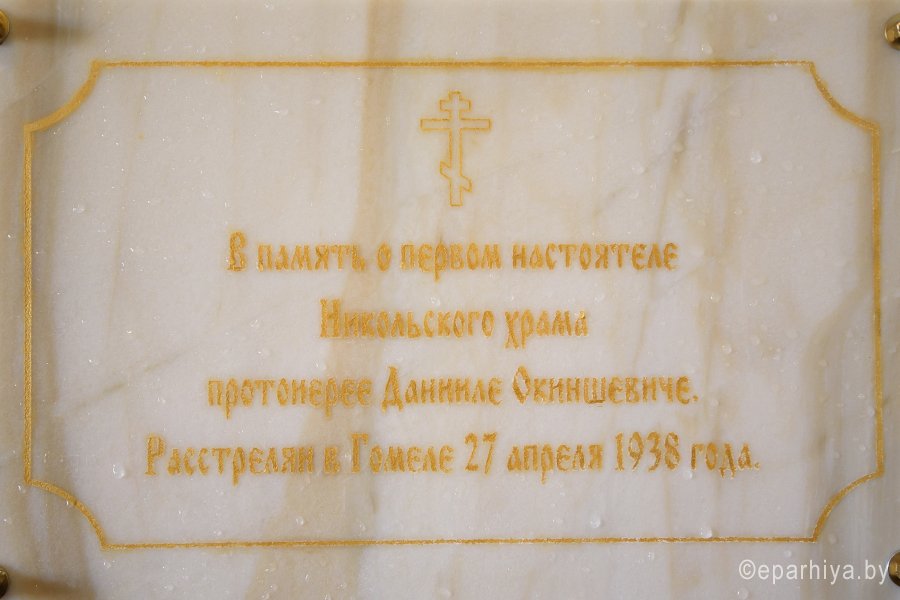 В память о первом настоятеле
Никольского храма
протоиерее Данииле Окиншевиче.
Расстрелян в Гомеле 27 апреля 1938 года.
©eparhiya.by